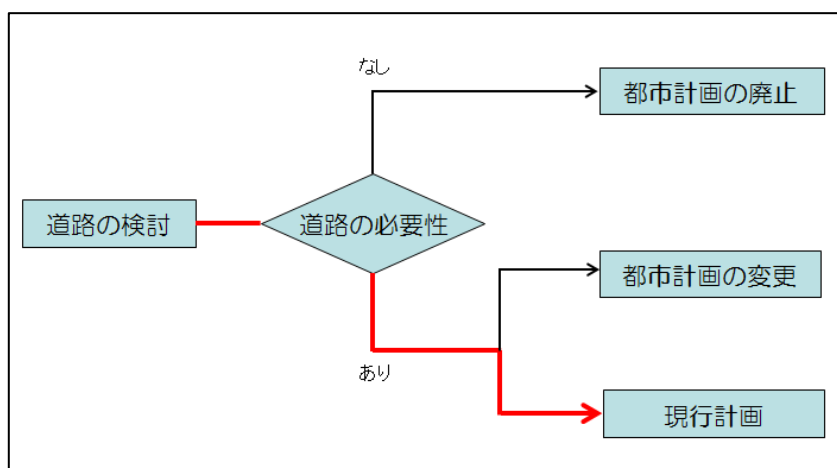 なし
都市計画の廃止
道路の検討
道路の必要性
都市計画の変更
あり
現行計画